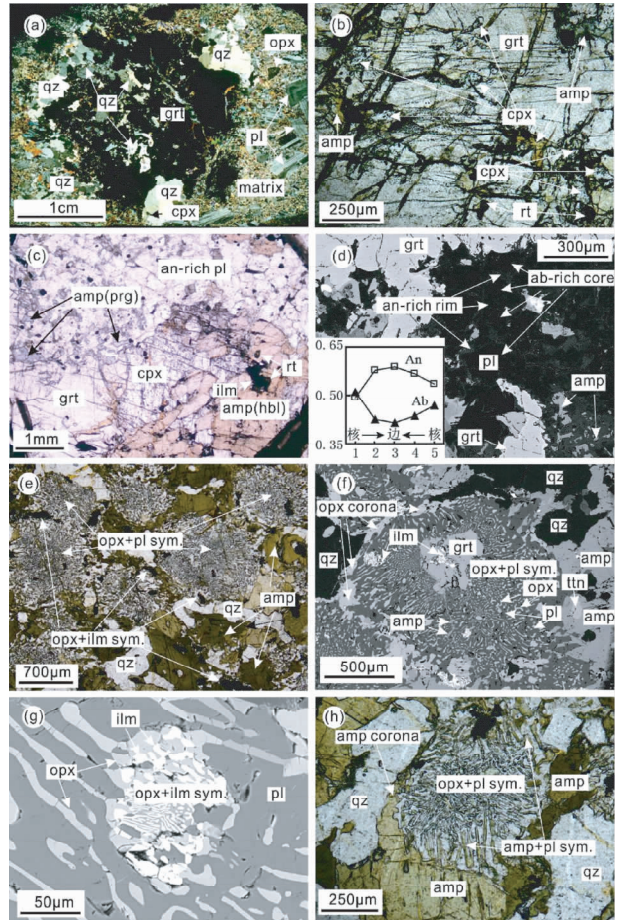 (a)
qz
opx
qz
qz
grt
pl
qz
qz
matrix
cpx
1cm
(b)
grt
amp
cpx
amp
cpx
rt
250μm
(c)
an-rich pl
amp(prg)
cpx
rt
grt
ilm
amp(hbl)
1mm
(d)
grt
300μm
ab-rich core
an-rich rim
pl
amp
grt
0.65
0.50
0.35
An
Ab
核 → 边 ← 核
1 2 3 4 5
(e)
opx+pl sym.
qz
amp
opx+ilm sym.
qz
700μm
(f)
qz
opx corona
qz
ilm
grt
amp
qz
opx+pl sym.
opx
ttn
pl
amp
amp
500μm
(g)
ilm
opx
opx+ilm sym.
pl
50μm
(h)
amp corona
opx+pl sym.
amp
qz
amp+pl sym.
qz
amp
250μm